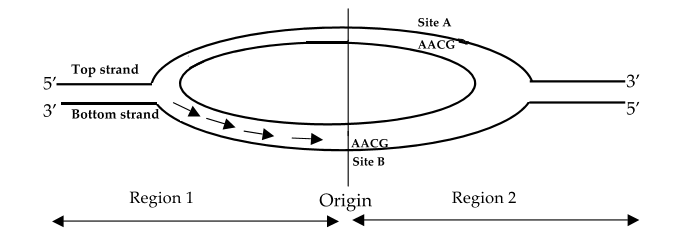 Site A
AACG
Top strand
5’
3’
3’
Bottom strand
5’
AACG
Site B
Region 1
Origin
Region 2